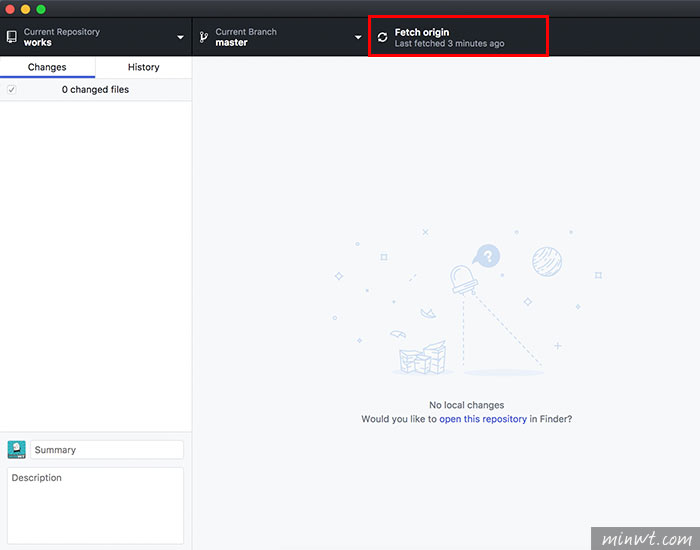 Current Repository
works
Current Branch
master
Fetch origin
Last fetched 3 minutes ago
Changes
History
0 changed files
?
No local changes
Would you like to open this repository in Finder?
Summary
Description
minwt.com